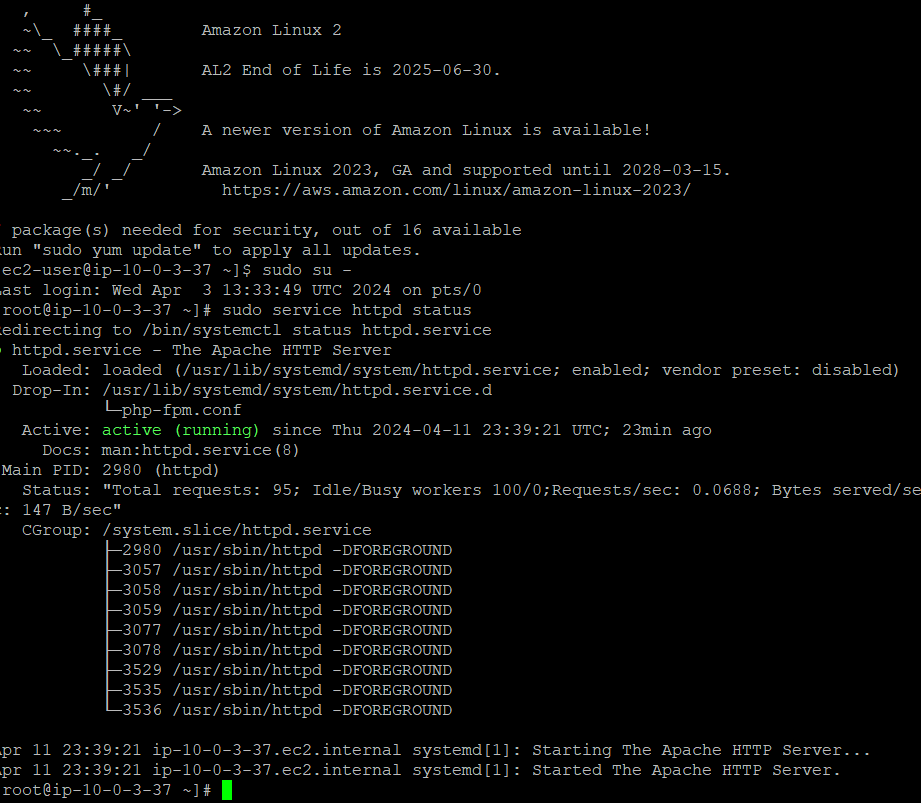 ,     #_
~\_  ####_        Amazon Linux 2
~~  \_#####\
~~     \###|       AL2 End of Life is 2025-06-30.
~~       \#/ ___
~~       V~' '->
~~~         /    A newer version of Amazon Linux is available!
~~._.   _/
_/ _/       Amazon Linux 2023, GA and supported until 2028-03-15.
_/m/'           https://aws.amazon.com/linux/amazon-linux-2023/
package(s) needed for security, out of 16 available
un "sudo yum update" to apply all updates.
ec2-user@ip-10-0-3-37 ~]$ sudo su -
ast login: Wed Apr  3 13:33:49 UTC 2024 on pts/0
root@ip-10-0-3-37 ~]# sudo service httpd status
edirecting to /bin/systemctl status httpd.service
httpd.service - The Apache HTTP Server
Loaded: loaded (/usr/lib/systemd/system/httpd.service; enabled; vendor preset: disabled)
Drop-In: /usr/lib/systemd/system/httpd.service.d
└─php-fpm.conf
Active: active (running) since Thu 2024-04-11 23:39:21 UTC; 23min ago
Docs: man:httpd.service(8)
Main PID: 2980 (httpd)
Status: "Total requests: 95; Idle/Busy workers 100/0;Requests/sec: 0.0688; Bytes served/se
c: 147 B/sec"
CGroup: /system.slice/httpd.service
├─2980 /usr/sbin/httpd -DFOREGROUND
├─3057 /usr/sbin/httpd -DFOREGROUND
├─3058 /usr/sbin/httpd -DFOREGROUND
├─3059 /usr/sbin/httpd -DFOREGROUND
├─3077 /usr/sbin/httpd -DFOREGROUND
├─3078 /usr/sbin/httpd -DFOREGROUND
├─3529 /usr/sbin/httpd -DFOREGROUND
├─3535 /usr/sbin/httpd -DFOREGROUND
└─3536 /usr/sbin/httpd -DFOREGROUND
pr 11 23:39:21 ip-10-0-3-37.ec2.internal systemd[1]: Starting The Apache HTTP Server...
pr 11 23:39:21 ip-10-0-3-37.ec2.internal systemd[1]: Started The Apache HTTP Server.
root@ip-10-0-3-37 ~]#